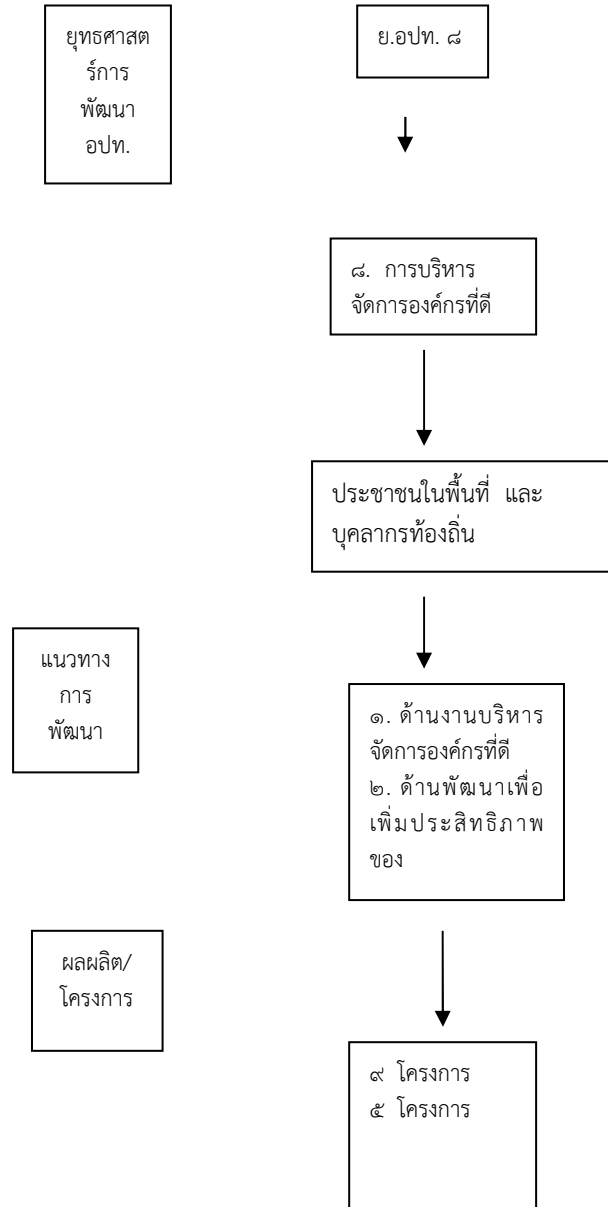 ยุทธศาสต
ร์การ
พัฒนา
อปท.
ย.อปท. ๘
๘. การบริหาร
จัดการองค์กรที่ดี
ประชาชนในพื้นที่ และ
บุคลากรท้องถิ่น
แนวทาง
การ
พัฒนา
๑. ด้านงานบริหาร
จัดการองค์กรที่ดี
๒. ด้านพัฒนาเพื่อ
เพิ่มประสิทธิภาพ
ของ
ผลผลิต/
โครงการ
๙ โครงการ
๕ โครงการ